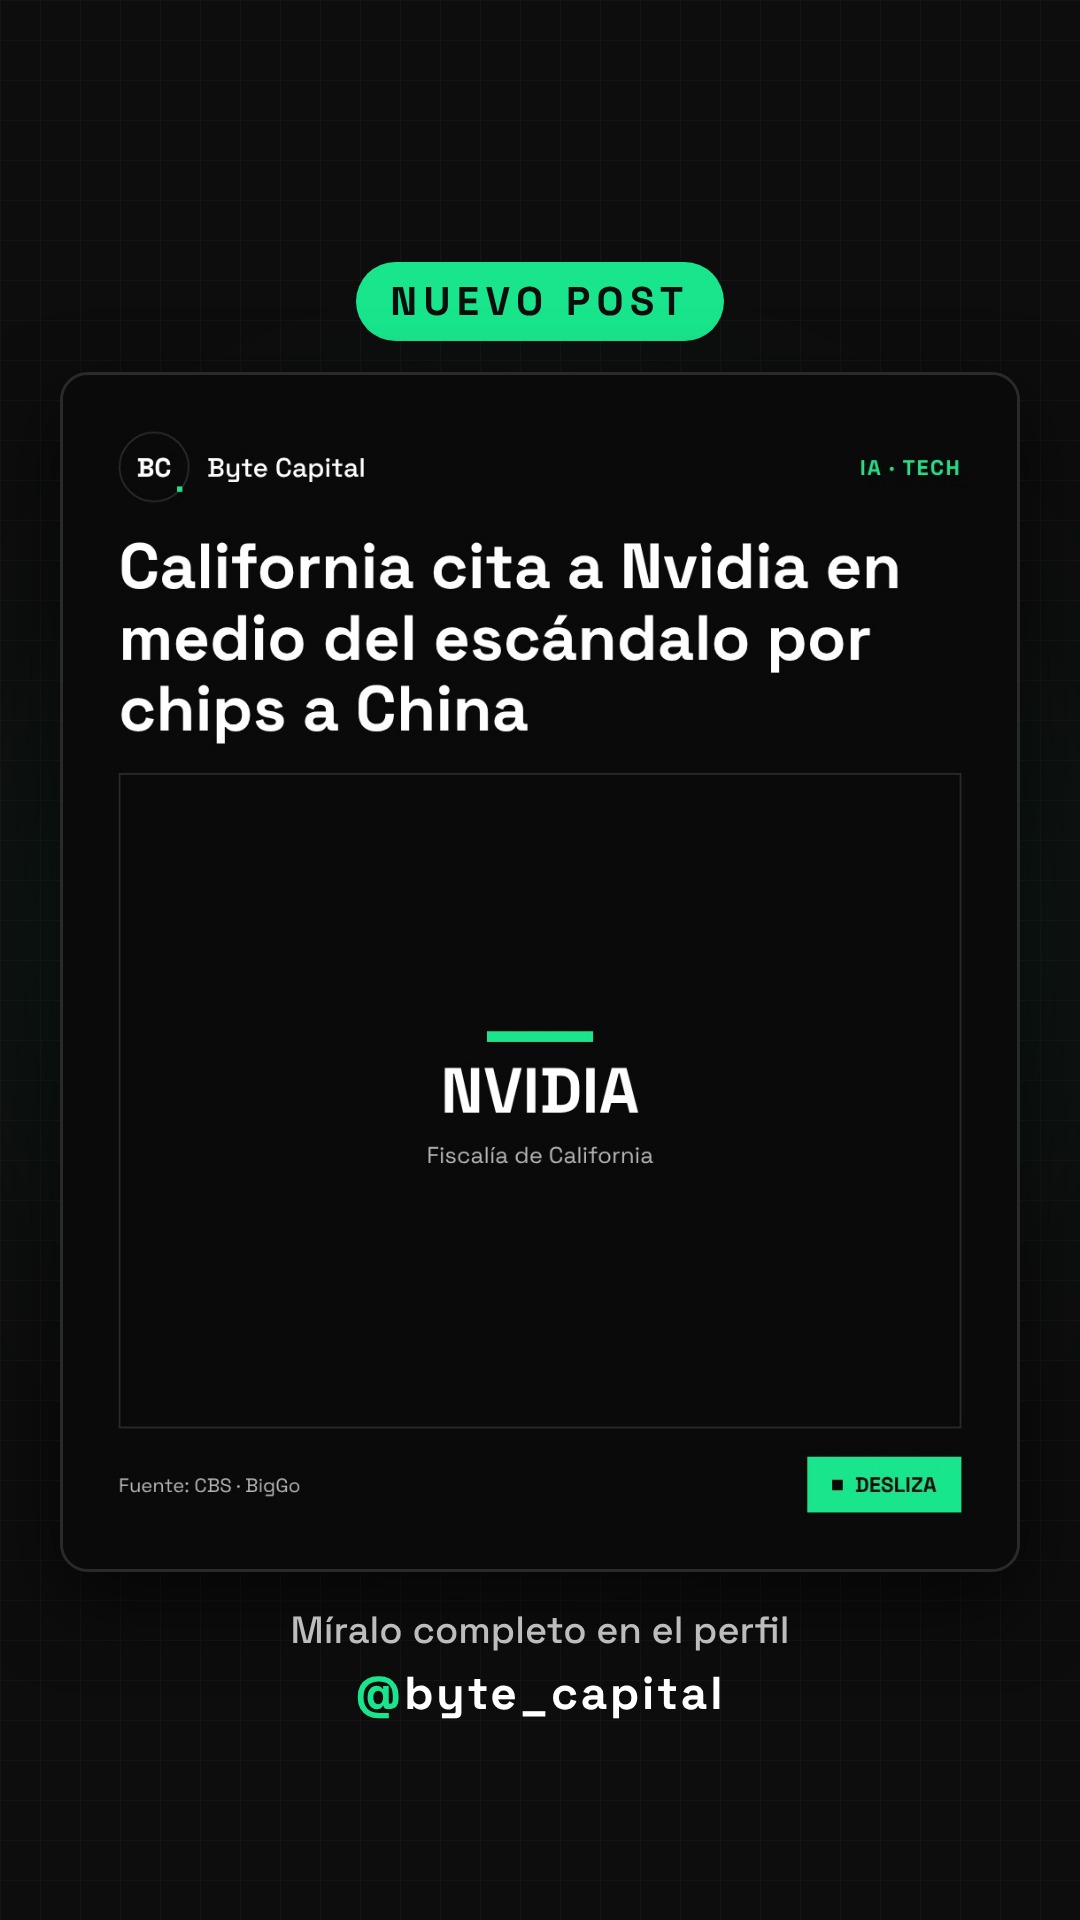 NUEVO POST
BC
Byte Capital
IA · TECH
California cita a Nvidia en
medio del escándalo por
chips a China
NVIDIA
Fiscalía de California
Fuente: CBS · BigGo
DESLIZA
Míralo completo en el perfil
@byte_capital